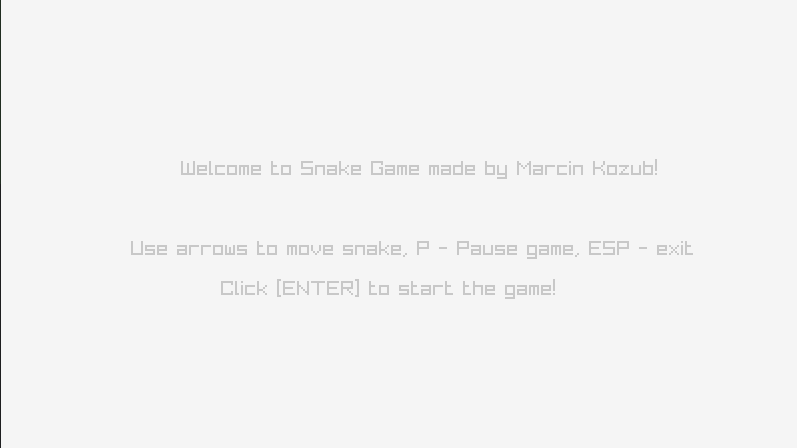 Welcome to Snake Game made by Marcin Kozub!
Use arrows to move snake, P - Pause game, ESP - exit
Click [ENTER] to start the game!